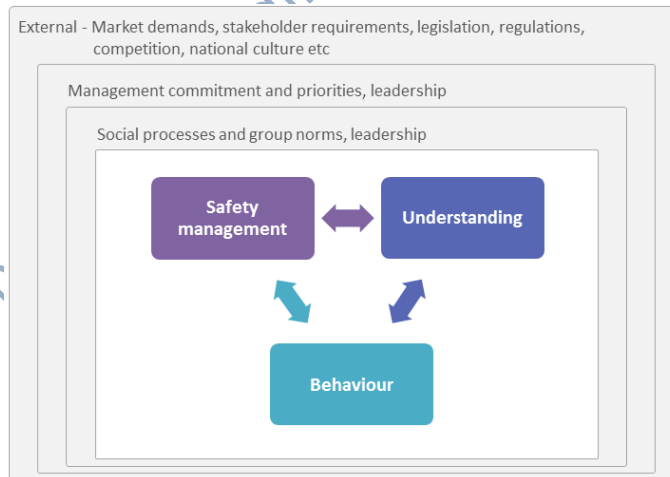 External - Market demands, stakeholder requirements, legislation, regulations,
competition, national culture etc
Management commitment and priorities, leadership
Social processes and group norms, leadership
Safety
management
Understanding
Behaviour